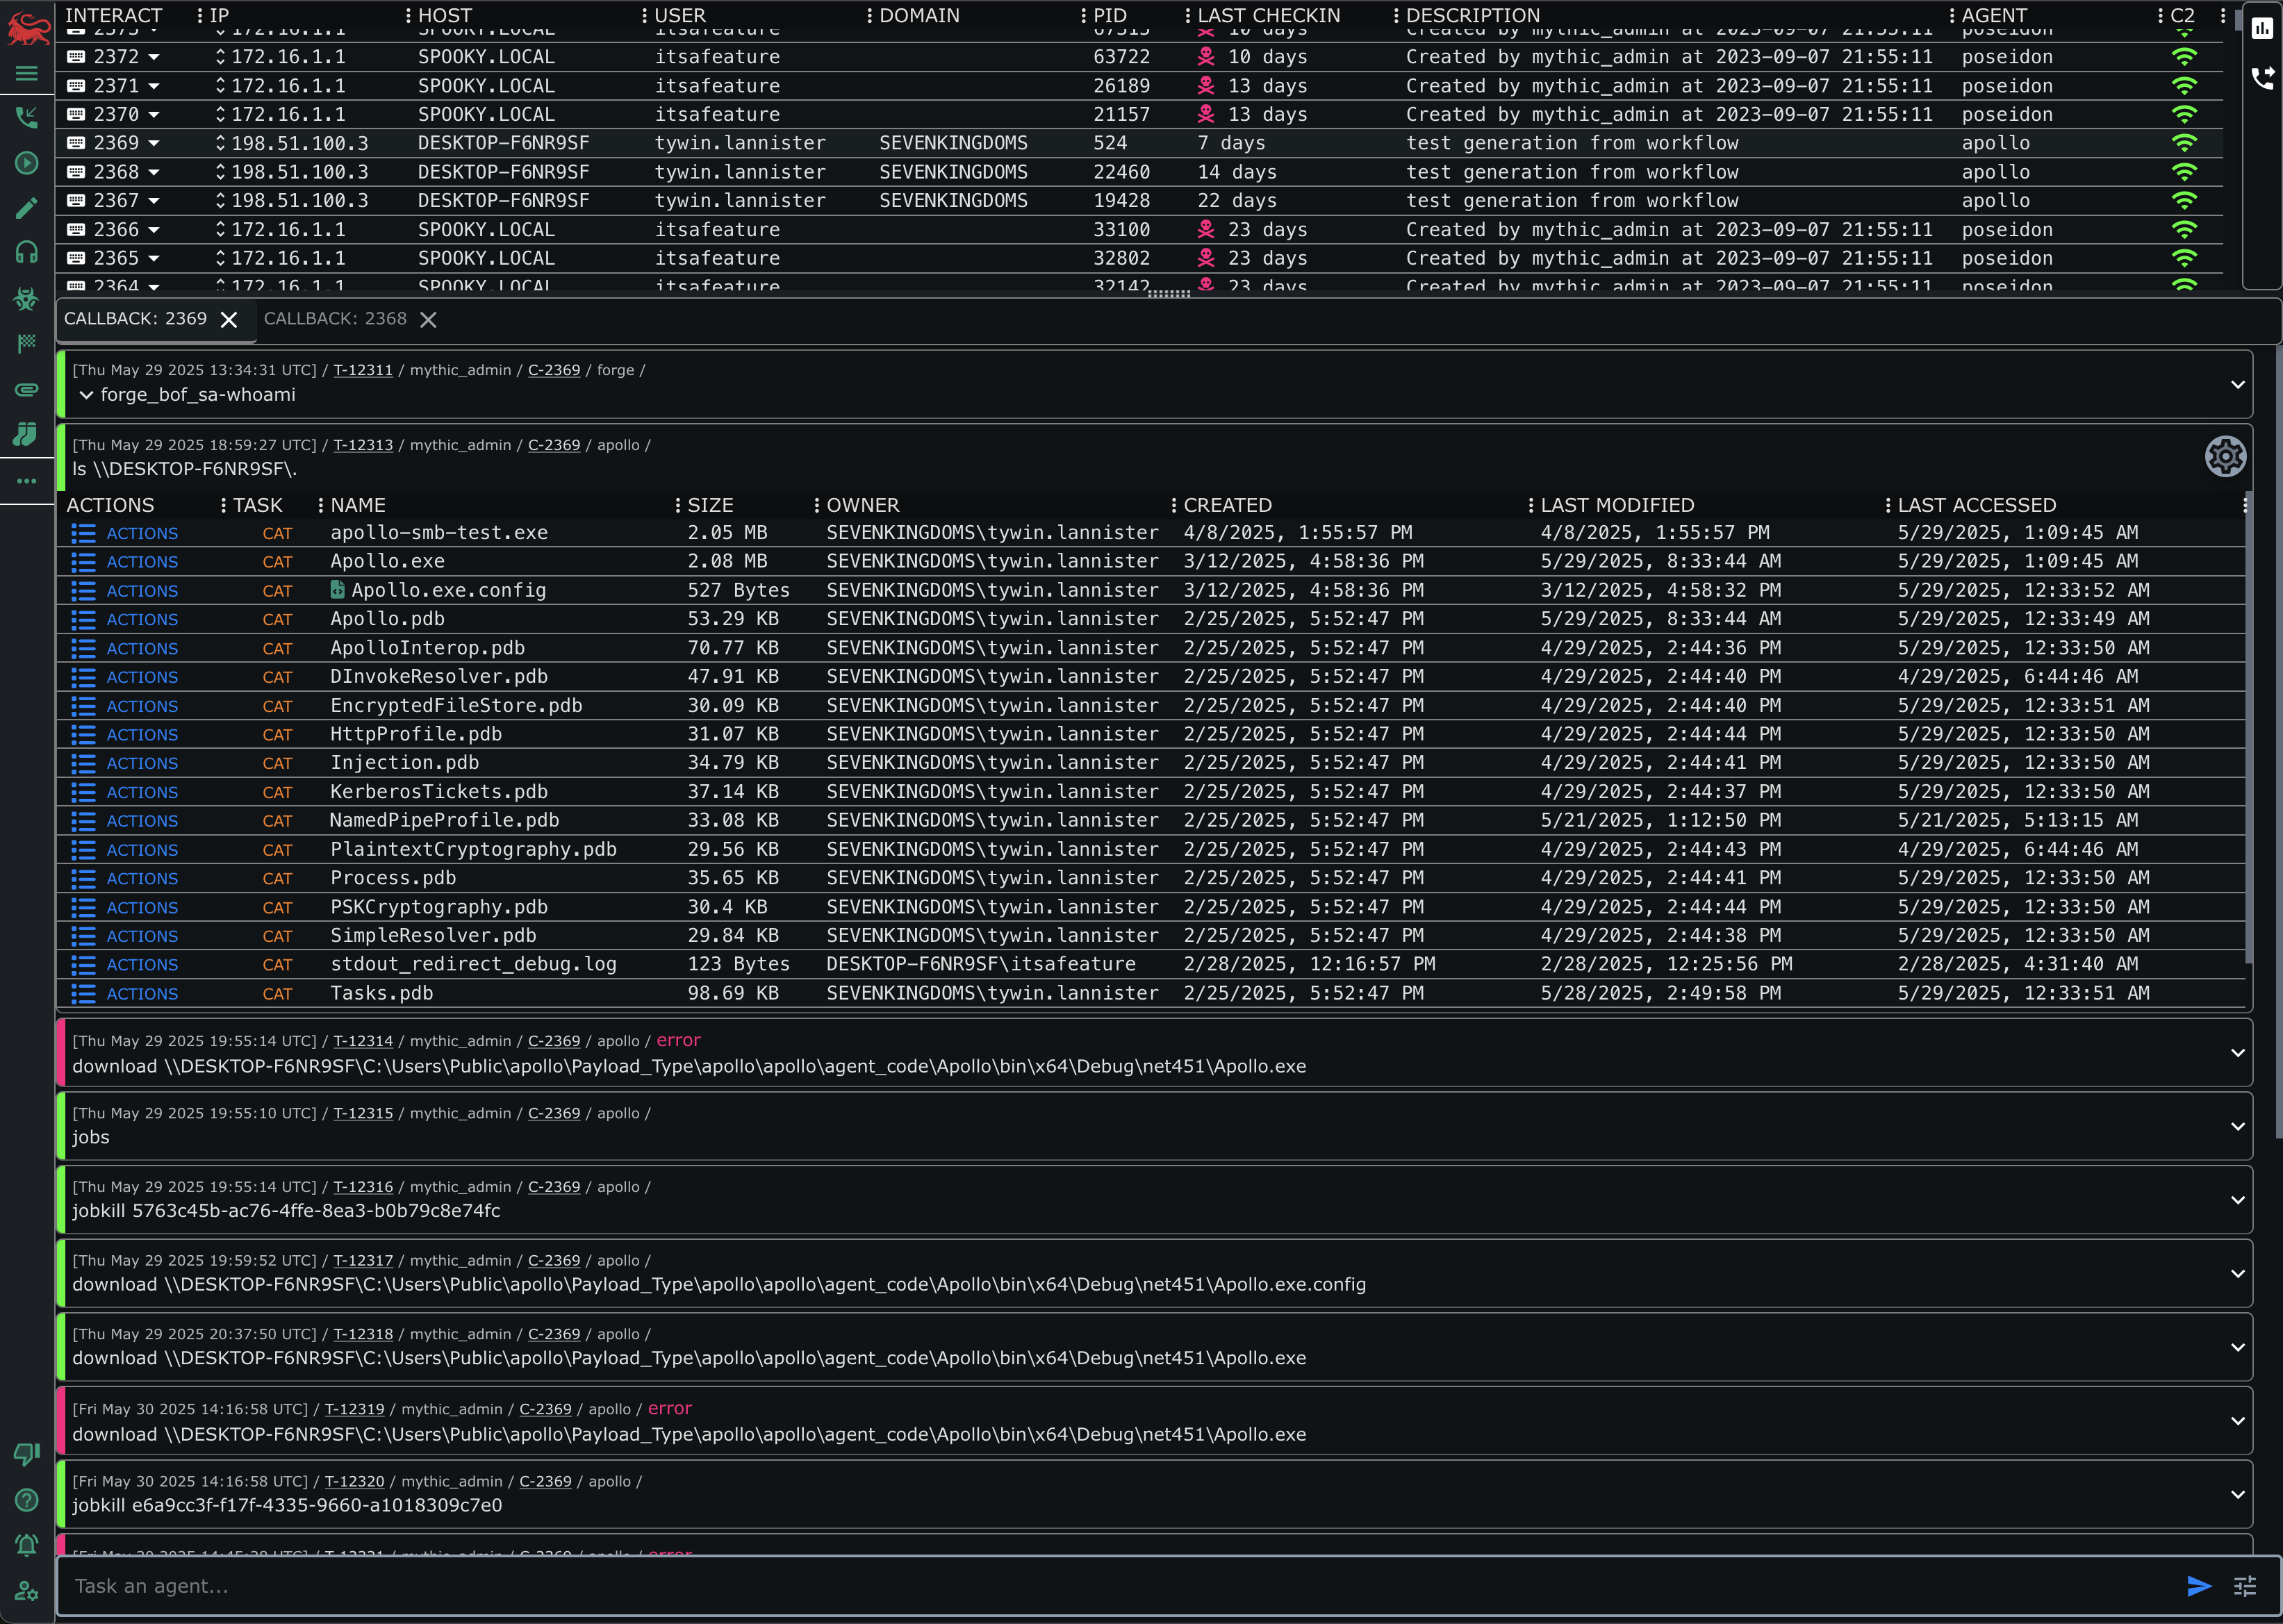 INTERACT IP HOST USER DOMAIN PID LAST CHECKIN DESCRIPTION AGENT C2
2373 172.16.1.1 SPOOKY.LOCAL itsafeature 10 days Created by mythic_admin at 2023-09-07 21:55:11 poseidon
2372 172.16.1.1 SPOOKY.LOCAL itsafeature 63722 10 days Created by mythic_admin at 2023-09-07 21:55:11 poseidon
2371 172.16.1.1 SPOOKY.LOCAL itsafeature 26189 13 days Created by mythic_admin at 2023-09-07 21:55:11 poseidon
2370 172.16.1.1 SPOOKY.LOCAL itsafeature 21157 13 days Created by mythic_admin at 2023-09-07 21:55:11 poseidon
2369 198.51.100.3 DESKTOP-F6NR9SF tywin.lannister SEVENKINGDOMS 524 7 days test generation from workflow apollo
2368 198.51.100.3 DESKTOP-F6NR9SF tywin.lannister SEVENKINGDOMS 22460 14 days test generation from workflow apollo
2367 198.51.100.3 DESKTOP-F6NR9SF tywin.lannister SEVENKINGDOMS 19428 22 days test generation from workflow apollo
2366 172.16.1.1 SPOOKY.LOCAL itsafeature 33100 23 days Created by mythic_admin at 2023-09-07 21:55:11 poseidon
2365 172.16.1.1 SPOOKY.LOCAL itsafeature 32802 23 days Created by mythic_admin at 2023-09-07 21:55:11 poseidon
2364 172.16.1.1 SPOOKY.LOCAL itsafeature 32142 23 days Created by mythic_admin at 2023-09-07 21:55:11 poseidon
CALLBACK: 2369 CALLBACK: 2368
[Thu May 29 2025 13:34:31 UTC] / T-12311 / mythic_admin / C-2369 / forge /
forge_bof_sa-whoami
[Thu May 29 2025 18:59:27 UTC] / T-12313 / mythic_admin / C-2369 / apollo /
ls \\DESKTOP-F6NR9SF\.
ACTIONS TASK NAME SIZE OWNER CREATED LAST MODIFIED LAST ACCESSED
ACTIONS CAT apollo-smb-test.exe 2.05 MB SEVENKINGDOMS\tywin.lannister 4/8/2025, 1:55:57 PM 4/8/2025, 1:55:57 PM 5/29/2025, 1:09:45 AM
ACTIONS CAT Apollo.exe 2.08 MB SEVENKINGDOMS\tywin.lannister 3/12/2025, 4:58:36 PM 5/29/2025, 8:33:44 AM 5/29/2025, 1:09:45 AM
ACTIONS CAT Apollo.exe.config 527 Bytes SEVENKINGDOMS\tywin.lannister 3/12/2025, 4:58:36 PM 3/12/2025, 4:58:32 PM 5/29/2025, 12:33:52 AM
ACTIONS CAT Apollo.pdb 53.29 KB SEVENKINGDOMS\tywin.lannister 2/25/2025, 5:52:47 PM 5/29/2025, 8:33:44 AM 5/29/2025, 12:33:49 AM
ACTIONS CAT ApolloInterop.pdb 70.77 KB SEVENKINGDOMS\tywin.lannister 2/25/2025, 5:52:47 PM 4/29/2025, 2:44:36 PM 5/29/2025, 12:33:50 AM
ACTIONS CAT DInvokeResolver.pdb 47.91 KB SEVENKINGDOMS\tywin.lannister 2/25/2025, 5:52:47 PM 4/29/2025, 2:44:40 PM 4/29/2025, 6:44:46 AM
ACTIONS CAT EncryptedFileStore.pdb 30.09 KB SEVENKINGDOMS\tywin.lannister 2/25/2025, 5:52:47 PM 4/29/2025, 2:44:40 PM 5/29/2025, 12:33:51 AM
ACTIONS CAT HttpProfile.pdb 31.07 KB SEVENKINGDOMS\tywin.lannister 2/25/2025, 5:52:47 PM 4/29/2025, 2:44:44 PM 5/29/2025, 12:33:50 AM
ACTIONS CAT Injection.pdb 34.79 KB SEVENKINGDOMS\tywin.lannister 2/25/2025, 5:52:47 PM 4/29/2025, 2:44:41 PM 5/29/2025, 12:33:50 AM
ACTIONS CAT KerberosTickets.pdb 37.14 KB SEVENKINGDOMS\tywin.lannister 2/25/2025, 5:52:47 PM 4/29/2025, 2:44:37 PM 5/29/2025, 12:33:50 AM
ACTIONS CAT NamedPipeProfile.pdb 33.08 KB SEVENKINGDOMS\tywin.lannister 2/25/2025, 5:52:47 PM 5/21/2025, 1:12:50 PM 5/21/2025, 5:13:15 AM
ACTIONS CAT PlaintextCryptography.pdb 29.56 KB SEVENKINGDOMS\tywin.lannister 2/25/2025, 5:52:47 PM 4/29/2025, 2:44:43 PM 4/29/2025, 6:44:46 AM
ACTIONS CAT Process.pdb 35.65 KB SEVENKINGDOMS\tywin.lannister 2/25/2025, 5:52:47 PM 4/29/2025, 2:44:41 PM 5/29/2025, 12:33:50 AM
ACTIONS CAT PSKCryptography.pdb 30.4 KB SEVENKINGDOMS\tywin.lannister 2/25/2025, 5:52:47 PM 4/29/2025, 2:44:44 PM 5/29/2025, 12:33:50 AM
ACTIONS CAT SimpleResolver.pdb 29.84 KB SEVENKINGDOMS\tywin.lannister 2/25/2025, 5:52:47 PM 4/29/2025, 2:44:38 PM 5/29/2025, 12:33:50 AM
ACTIONS CAT stdout_redirect_debug.log 123 Bytes DESKTOP-F6NR9SF\itsafeature 2/28/2025, 12:16:57 PM 2/28/2025, 12:25:56 PM 2/28/2025, 4:31:40 AM
ACTIONS CAT Tasks.pdb 98.69 KB SEVENKINGDOMS\tywin.lannister 2/25/2025, 5:52:47 PM 5/28/2025, 2:49:58 PM 5/29/2025, 12:33:51 AM
[Thu May 29 2025 19:55:14 UTC] / T-12314 / mythic_admin / C-2369 / apollo / error
download \\DESKTOP-F6NR9SF\C:\Users\Public\apollo\Payload_Type\apollo\apollo\agent_code\Apollo\bin\x64\Debug\net451\Apollo.exe
[Thu May 29 2025 19:55:10 UTC] / T-12315 / mythic_admin / C-2369 / apollo /
jobs
[Thu May 29 2025 19:55:14 UTC] / T-12316 / mythic_admin / C-2369 / apollo /
jobkill 5763c45b-ac76-4ffe-8ea3-b0b79c8e74fc
[Thu May 29 2025 19:59:52 UTC] / T-12317 / mythic_admin / C-2369 / apollo /
download \\DESKTOP-F6NR9SF\C:\Users\Public\apollo\Payload_Type\apollo\apollo\agent_code\Apollo\bin\x64\Debug\net451\Apollo.exe.config
[Thu May 29 2025 20:37:50 UTC] / T-12318 / mythic_admin / C-2369 / apollo /
download \\DESKTOP-F6NR9SF\C:\Users\Public\apollo\Payload_Type\apollo\apollo\agent_code\Apollo\bin\x64\Debug\net451\Apollo.exe
[Fri May 30 2025 14:16:58 UTC] / T-12319 / mythic_admin / C-2369 / apollo / error
download \\DESKTOP-F6NR9SF\C:\Users\Public\apollo\Payload_Type\apollo\apollo\agent_code\Apollo\bin\x64\Debug\net451\Apollo.exe
[Fri May 30 2025 14:16:58 UTC] / T-12320 / mythic_admin / C-2369 / apollo /
jobkill e6a9cc3f-f17f-4335-9660-a1018309c7e0
[Fri May 30 2025 UTC] / T-12321 / mythic_admin / C-2369 / apollo / error
Task an agent...